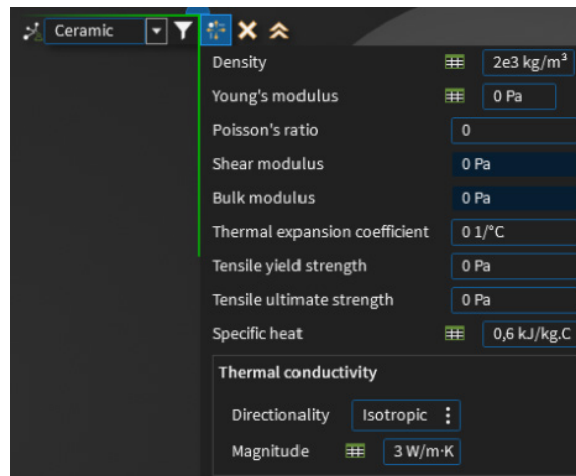 Ceramic
Density 2e3 kg/m³
Young's modulus 0 Pa
Poisson's ratio 0
Shear modulus 0 Pa
Bulk modulus 0 Pa
Thermal expansion coefficient 0 1/°C
Tensile yield strength 0 Pa
Tensile ultimate strength 0 Pa
Specific heat 0,6 kJ/kg.C
Thermal conductivity
Directionality Isotropic
Magnitude 3 W/m·K